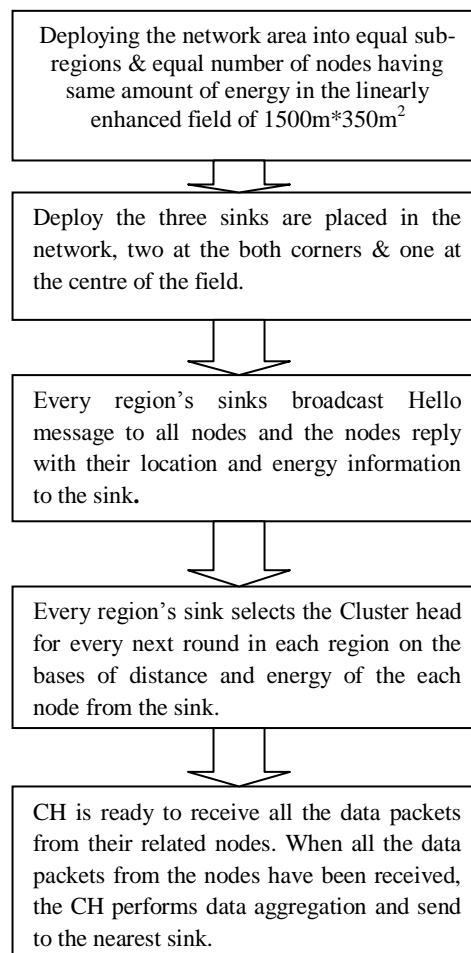 Deploying the network area into equal sub-
regions & equal number of nodes having
same amount of energy in the linearly
enhanced field of 1500m*350m²
Deploy the three sinks are placed in the
network, two at the both corners & one at
the centre of the field.
Every region’s sinks broadcast Hello
message to all nodes and the nodes reply
with their location and energy information
to the sink.
Every region’s sink selects the Cluster head
for every next round in each region on the
bases of distance and energy of the each
node from the sink.
CH is ready to receive all the data packets
from their related nodes. When all the data
packets from the nodes have been received,
the CH performs data aggregation and send
to the nearest sink.